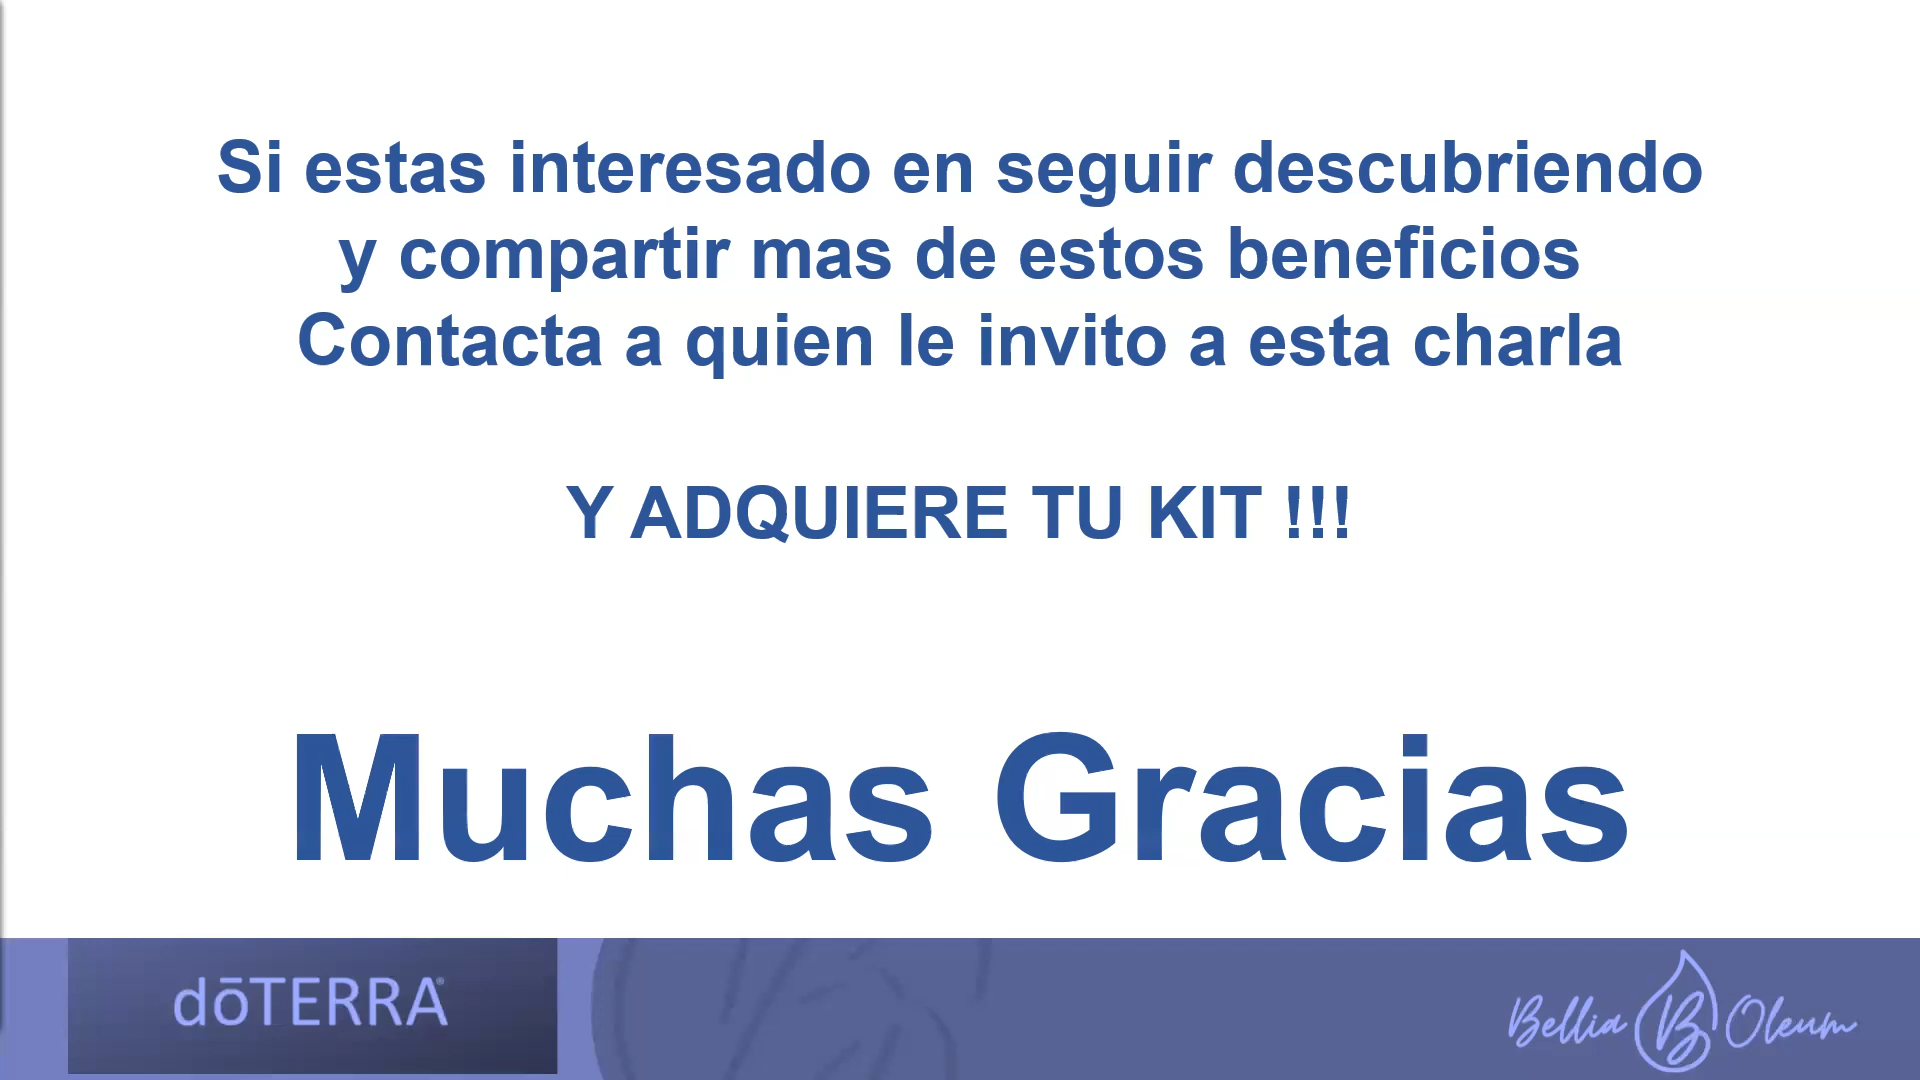 Si estas interesado en seguir descubriendo
y compartir mas de estos beneficios
Contacta a quien le invito a esta charla
Y ADQUIERE TU KIT !!!
Muchas Gracias
dōTERRA®
Bellia B Oleum